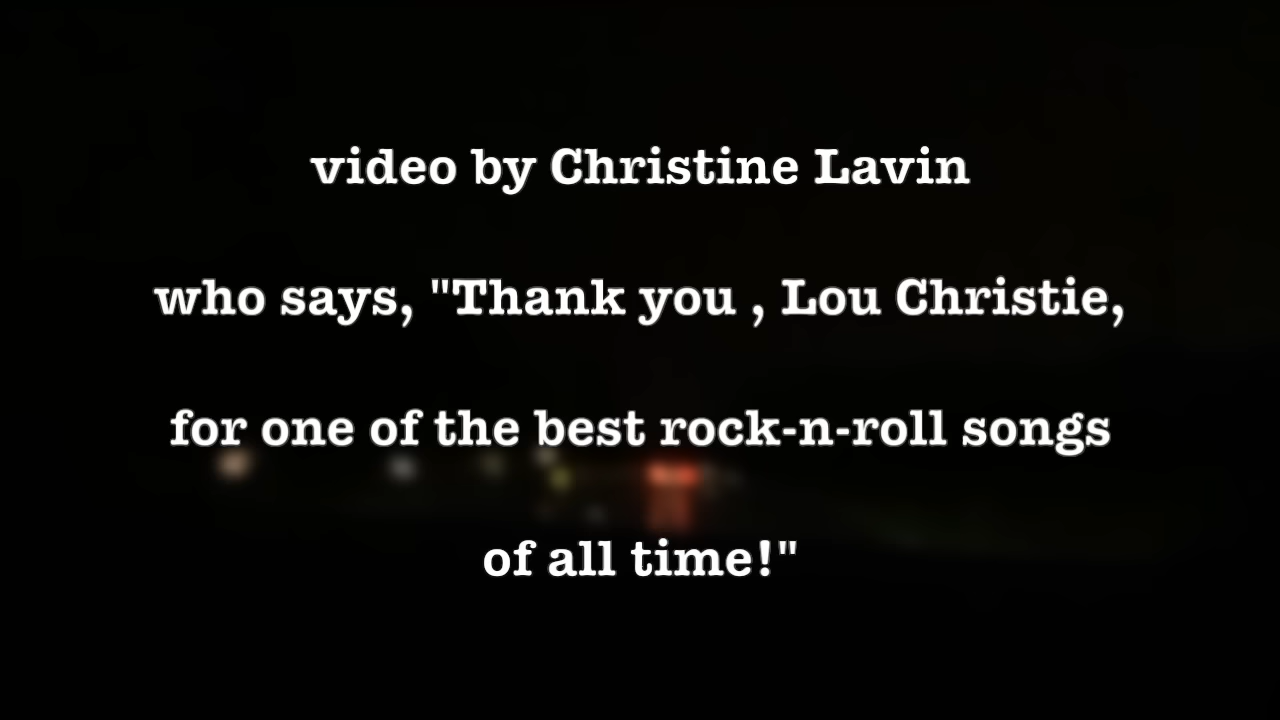 video by Christine Lavin
who says, "Thank you , Lou Christie,
for one of the best rock-n-roll songs
of all time!"